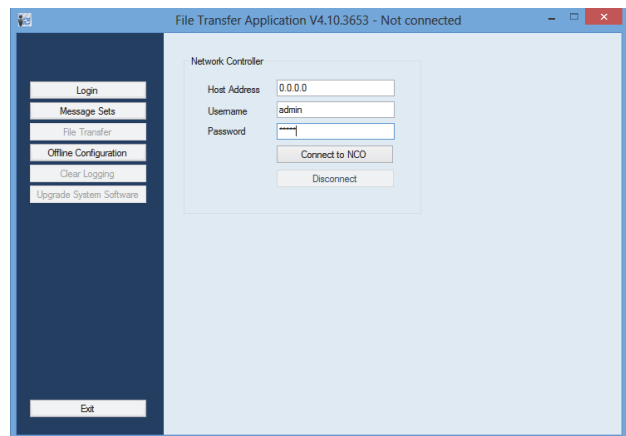 File Transfer Application V4.10.3653 - Not connected
Login
Message Sets
File Transfer
Offline Configuration
Clear Logging
Upgrade System Software
Exit
Network Controller
Host Address 0.0.0.0
Username admin
Password *****
Connect to NCO
Disconnect